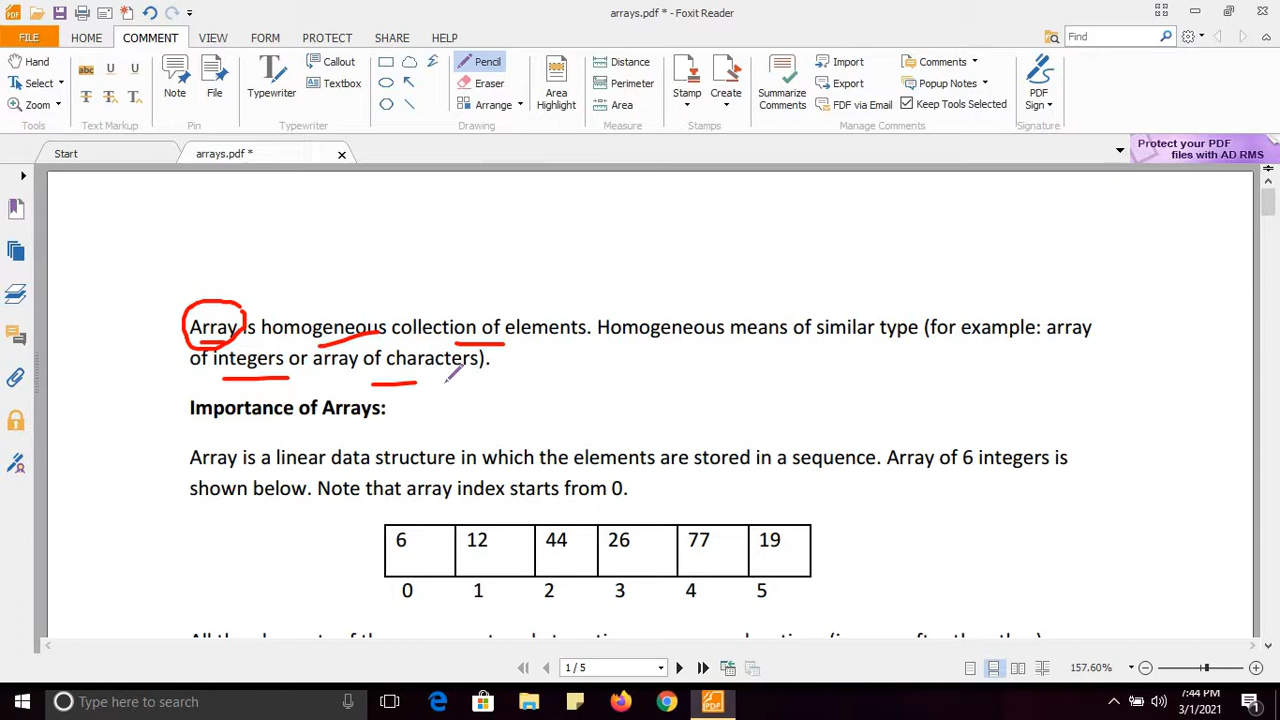 arrays.pdf * - Foxit Reader
FILE HOME COMMENT VIEW FORM PROTECT SHARE HELP Find
Hand Select Zoom Tools
abc U U T T T Text Markup
Note File Pin
Typewriter Callout Textbox Typewriter
Pencil Eraser Arrange Drawing
Area Highlight
Distance Perimeter Area Measure
Stamp Create Stamps
Summarize Comments Import Export Comments Popup Notes FDF via Email Keep Tools Selected Manage Comments
PDF Sign Signature
Start arrays.pdf *
Protect your PDF
files with AD RMS
Array is homogeneous collection of elements. Homogeneous means of similar type (for example: array
of integers or array of characters).
Importance of Arrays:
Array is a linear data structure in which the elements are stored in a sequence. Array of 6 integers is
shown below. Note that array index starts from 0.
6 12 44 26 77 19
0 1 2 3 4 5
1 / 5 157.60%
Type here to search
7:44 PM
3/1/2021